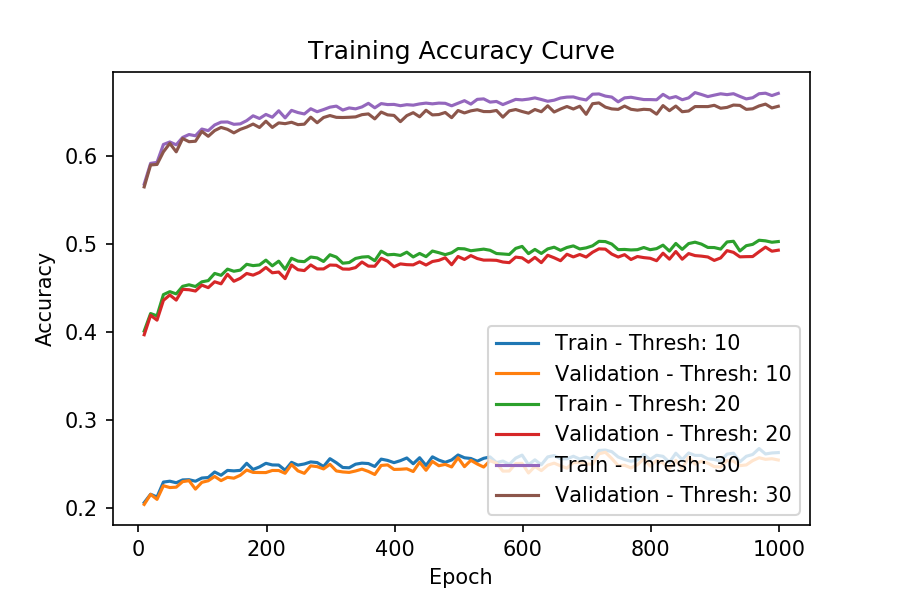 Training Accuracy Curve
Accuracy
0.6
0.5
0.4
0.3
0.2
Train - Thresh: 10
Validation - Thresh: 10
Train - Thresh: 20
Validation - Thresh: 20
Train - Thresh: 30
Validation - Thresh: 30
0 200 400 600 800 1000
Epoch